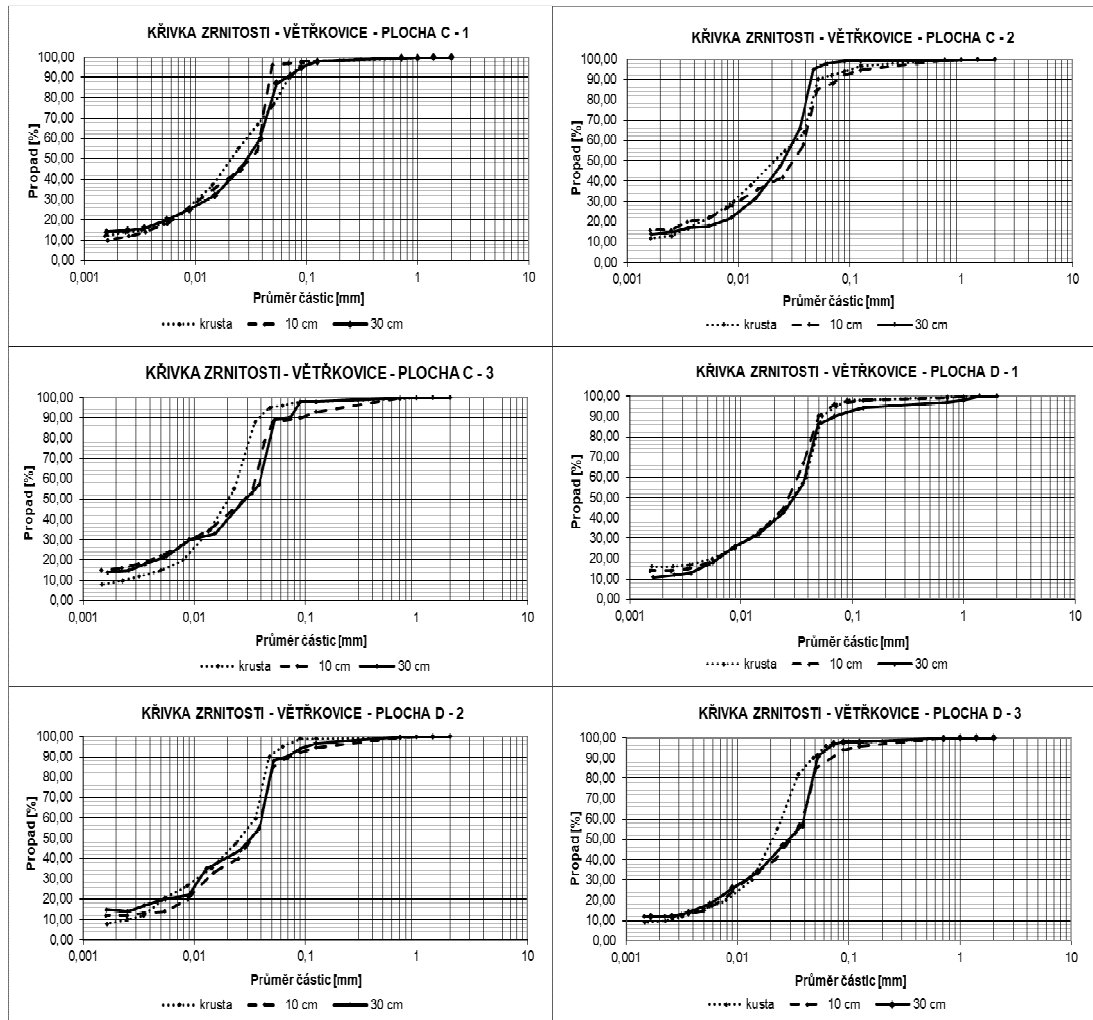 KŘIVKA ZRNITOSTI - VĚTŘKOVICE - PLOCHA C - 1
Propad [%]
100,00
90,00
80,00
70,00
60,00
50,00
40,00
30,00
20,00
10,00
0,00
0,001 0,01 0,1 1 10
Průměr částic [mm]
krusta 10 cm 30 cm
KŘIVKA ZRNITOSTI - VĚTŘKOVICE - PLOCHA C - 2
Propad [%]
100,00
90,00
80,00
70,00
60,00
50,00
40,00
30,00
20,00
10,00
0,00
0,001 0,01 0,1 1 10
Průměr částic [mm]
krusta 10 cm 30 cm
KŘIVKA ZRNITOSTI - VĚTŘKOVICE - PLOCHA C - 3
Propad [%]
100,00
90,00
80,00
70,00
60,00
50,00
40,00
30,00
20,00
10,00
0,00
0,001 0,01 0,1 1 10
Průměr částic [mm]
krusta 10 cm 30 cm
KŘIVKA ZRNITOSTI - VĚTŘKOVICE - PLOCHA D - 1
Propad [%]
100,00
90,00
80,00
70,00
60,00
50,00
40,00
30,00
20,00
10,00
0,00
0,001 0,01 0,1 1 10
Průměr částic [mm]
krusta 10 cm 30 cm
KŘIVKA ZRNITOSTI - VĚTŘKOVICE - PLOCHA D - 2
Propad [%]
100,00
90,00
80,00
70,00
60,00
50,00
40,00
30,00
20,00
10,00
0,00
0,001 0,01 0,1 1 10
Průměr částic [mm]
krusta 10 cm 30 cm
KŘIVKA ZRNITOSTI - VĚTŘKOVICE - PLOCHA D - 3
Propad [%]
100,00
90,00
80,00
70,00
60,00
50,00
40,00
30,00
20,00
10,00
0,00
0,001 0,01 0,1 1 10
Průměr částic [mm]
kusta 10 cm 30 cm